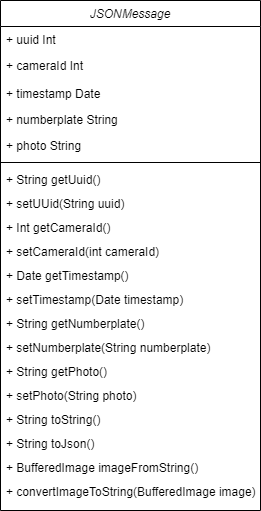 JSONMessage
+ uuid Int
+ cameraId Int
+ timestamp Date
+ numberplate String
+ photo String
+ String getUuid()
+ setUUid(String uuid)
+ Int getCameraId()
+ setCameraId(int cameraId)
+ Date getTimestamp()
+ setTimestamp(Date timestamp)
+ String getNumberplate()
+ setNumberplate(String numberplate)
+ String getPhoto()
+ setPhoto(String photo)
+ String toString()
+ String toJson()
+ BufferedImage imageFromString()
+ convertImageToString(BufferedImage image)